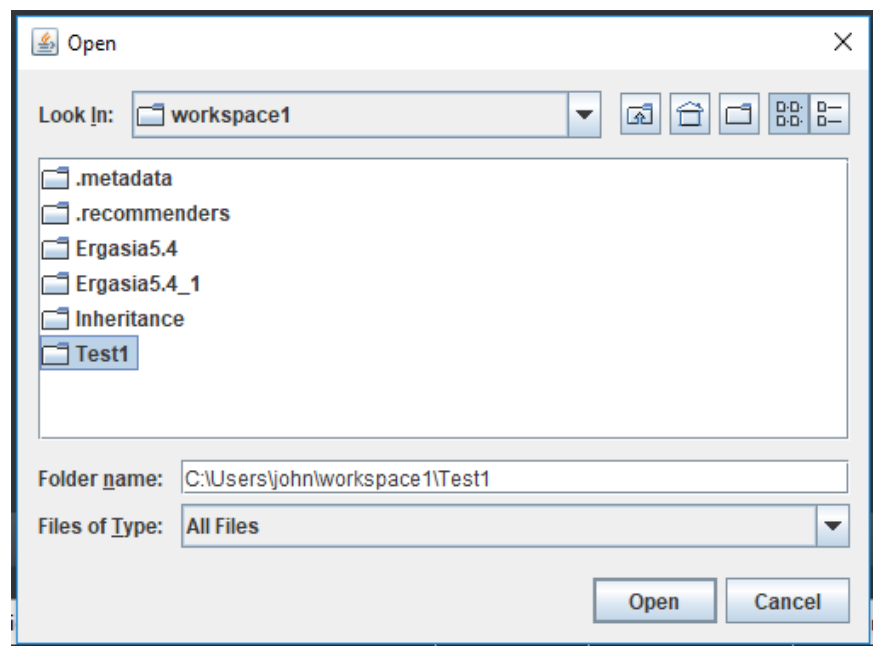 Open
Look In: workspace1
.metadata
.recommenders
Ergasia5.4
Ergasia5.4_1
Inheritance
Test1
Folder name: C:\Users\john\workspace1\Test1
Files of Type: All Files
Open Cancel